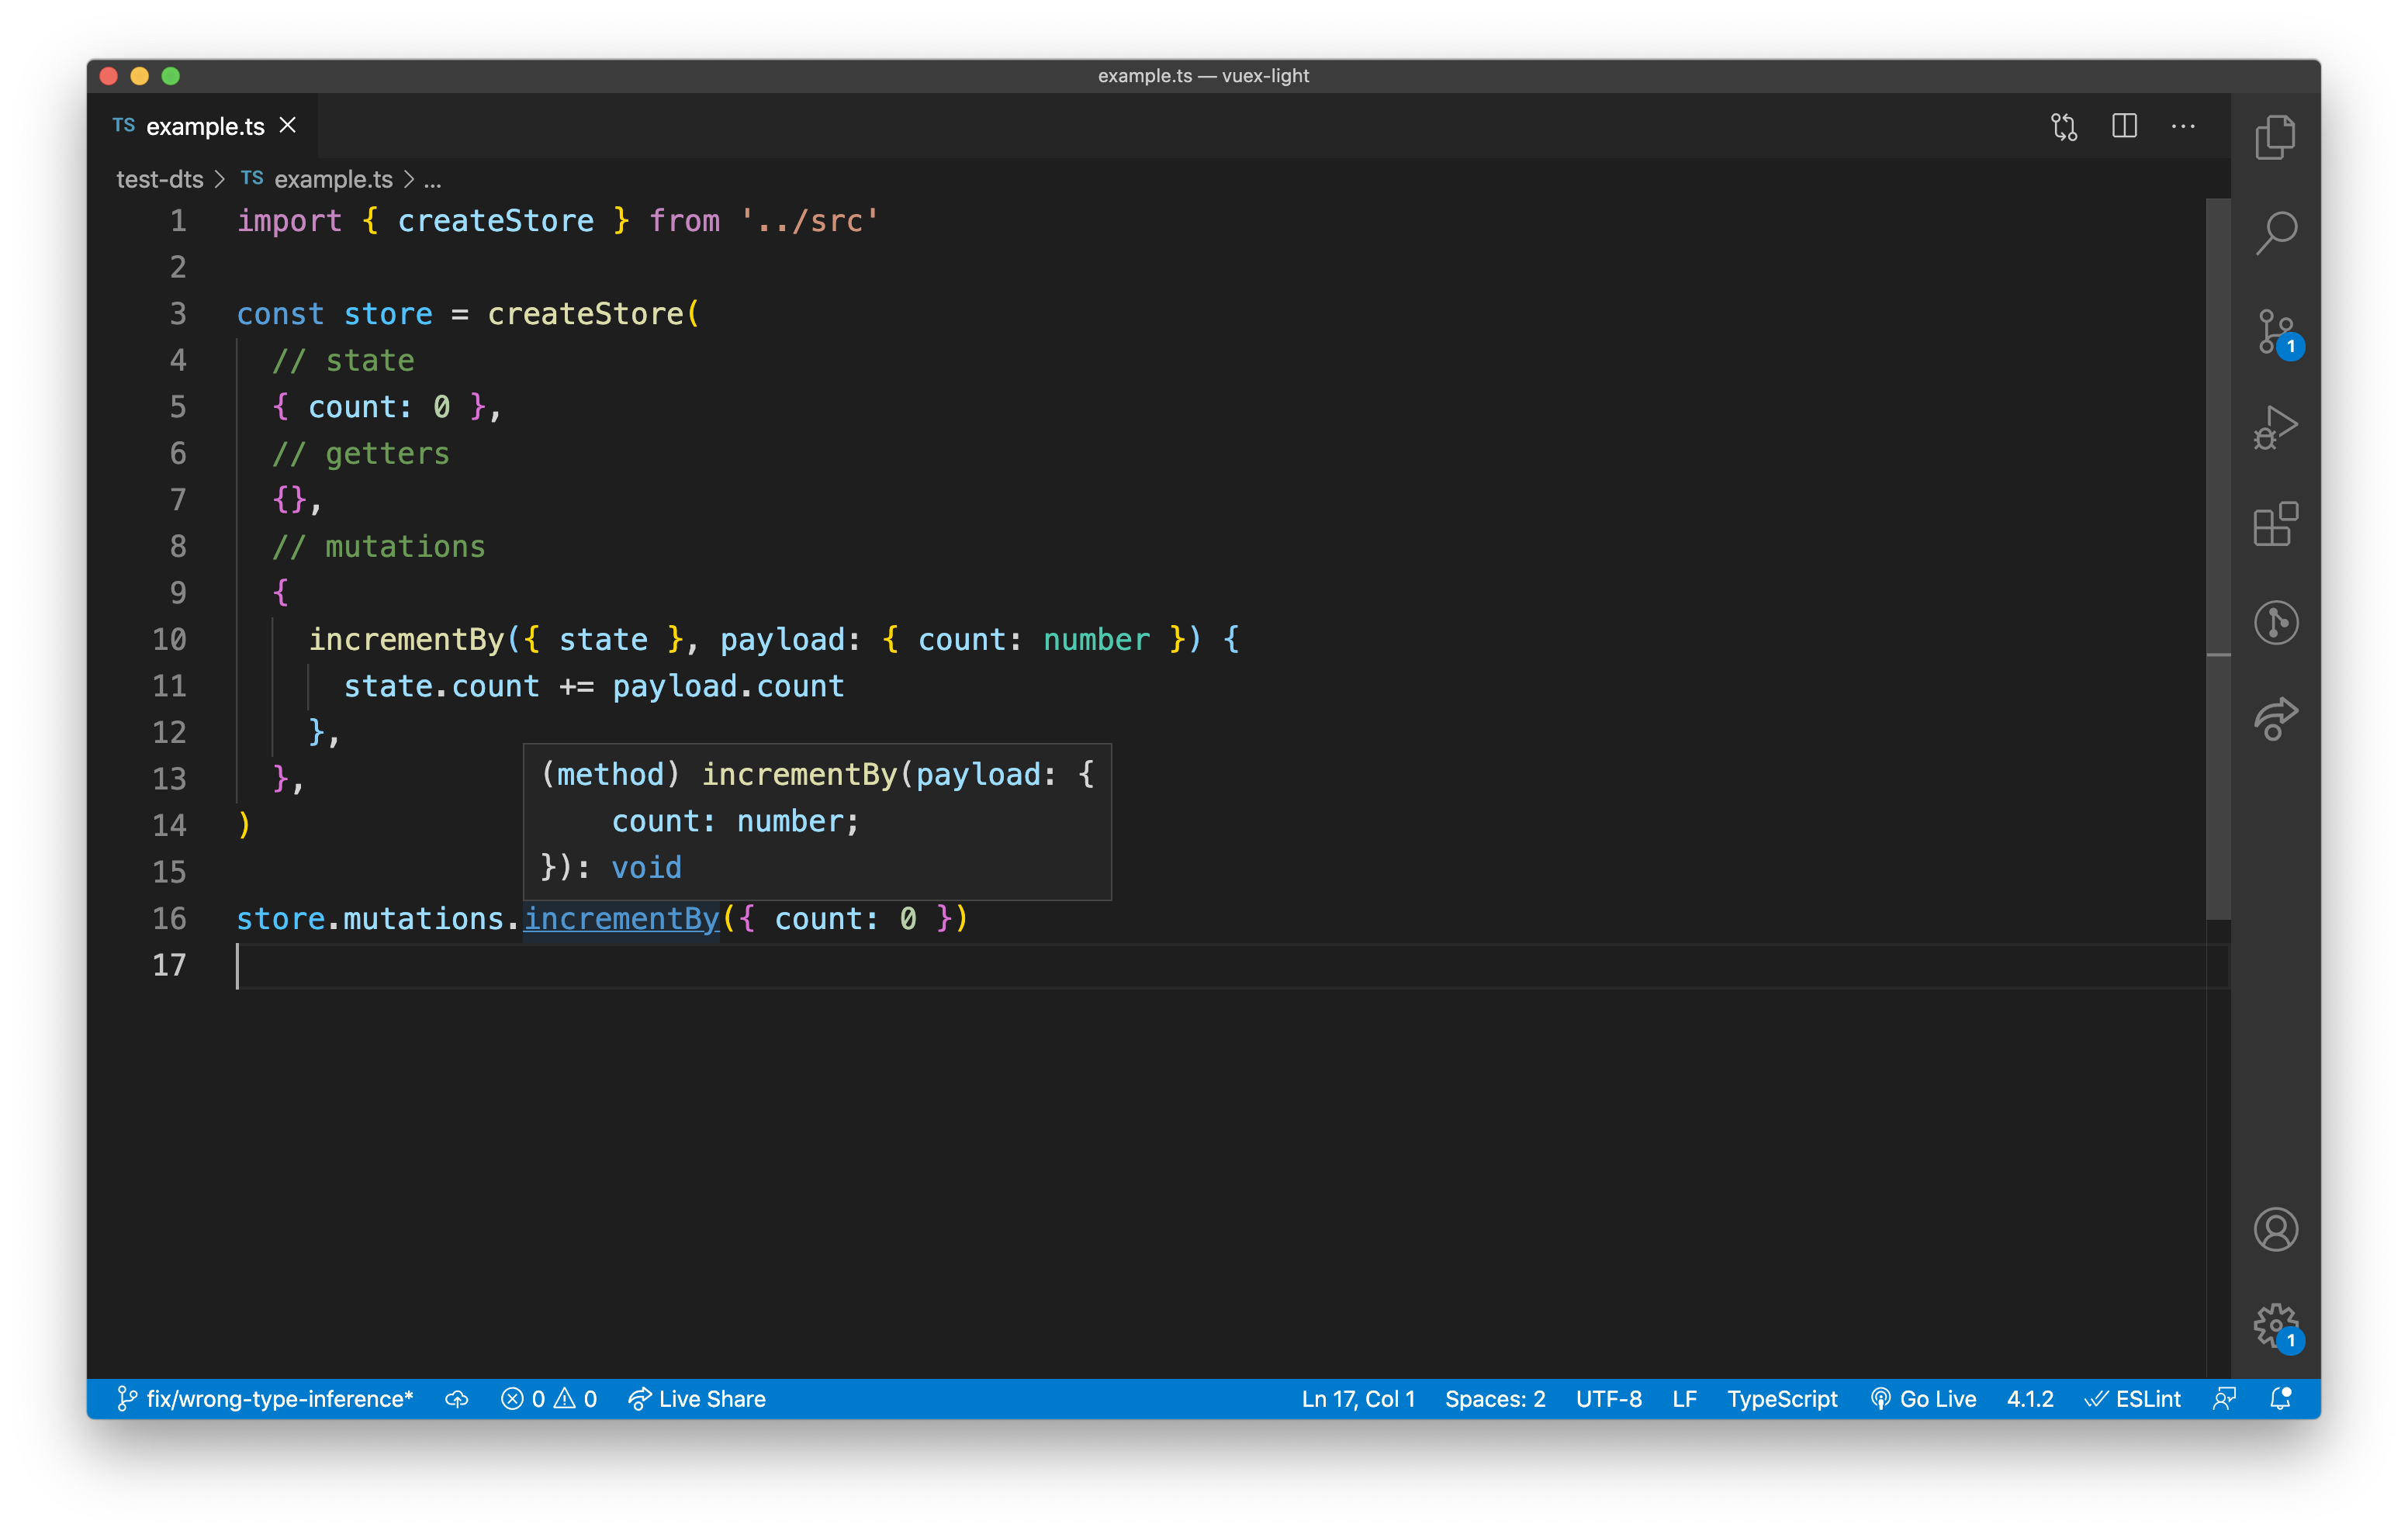 example.ts — vuex-light
TS example.ts
test-dts > TS example.ts > ...
1 import { createStore } from '../src'
2
3 const store = createStore(
4 // state
5 { count: 0 },
6 // getters
7 {},
8 // mutations
9 {
10 incrementBy({ state }, payload: { count: number }) {
11 state.count += payload.count
12 },
13 },
14 )
15
(method) incrementBy(payload: {
count: number;
}): void
16 store.mutations.incrementBy({ count: 0 })
17
1
1
fix/wrong-type-inference* 0 0 Live Share Ln 17, Col 1 Spaces: 2 UTF-8 LF TypeScript Go Live 4.1.2 ESLint